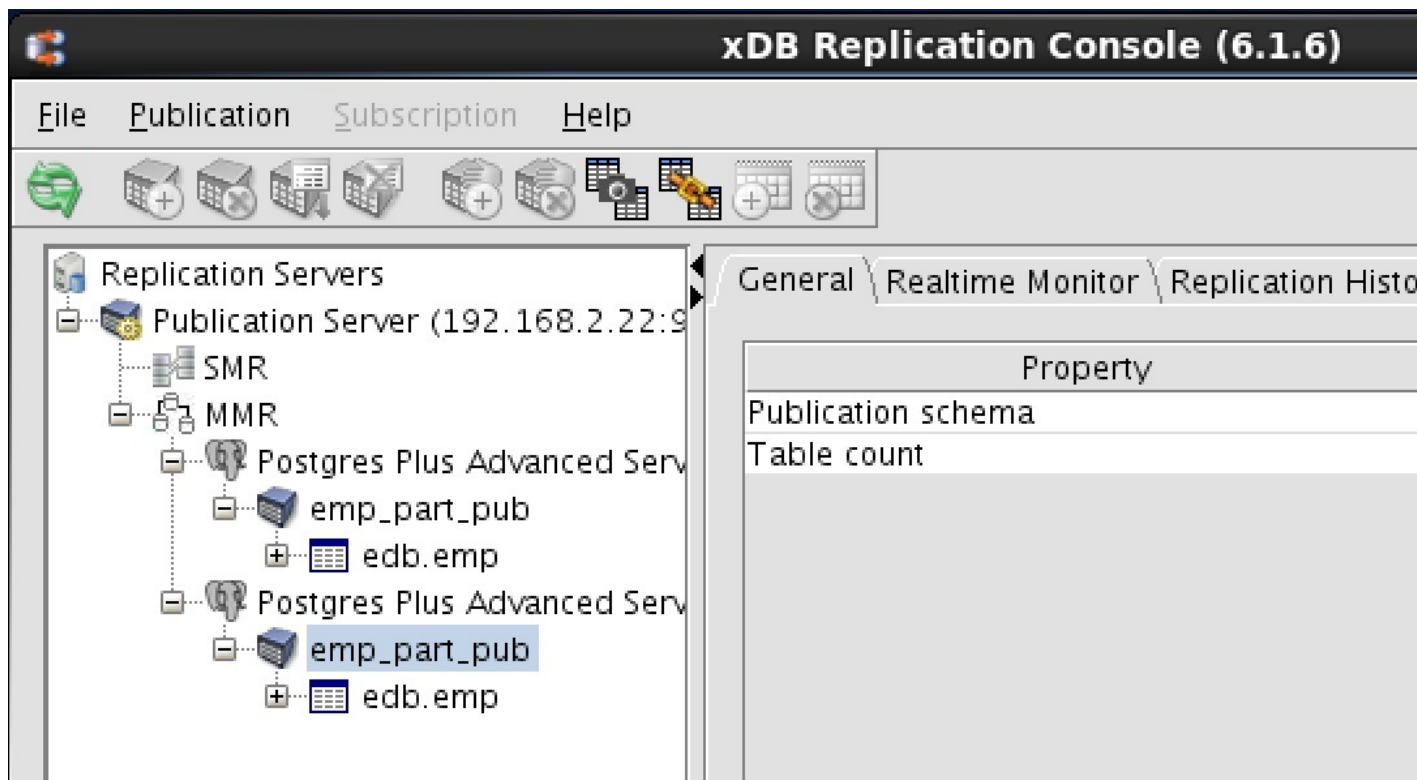 xDB Replication Console (6.1.6)
File Publication Subscription Help
Replication Servers
Publication Server (192.168.2.22:9
SMR
MMR
Postgres Plus Advanced Serv
emp_part_pub
edb.emp
Postgres Plus Advanced Serv
emp_part_pub
edb.emp
General Realtime Monitor Replication Histo
Property
Publication schema
Table count